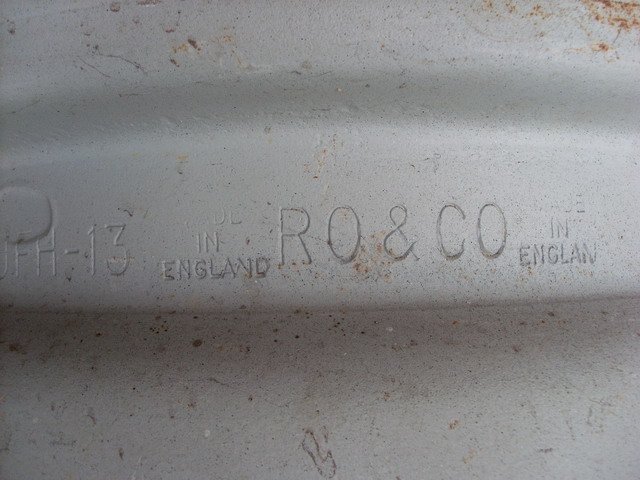 JFH-13
IN
ENGLAND
RO & CO
IN
ENGLAN